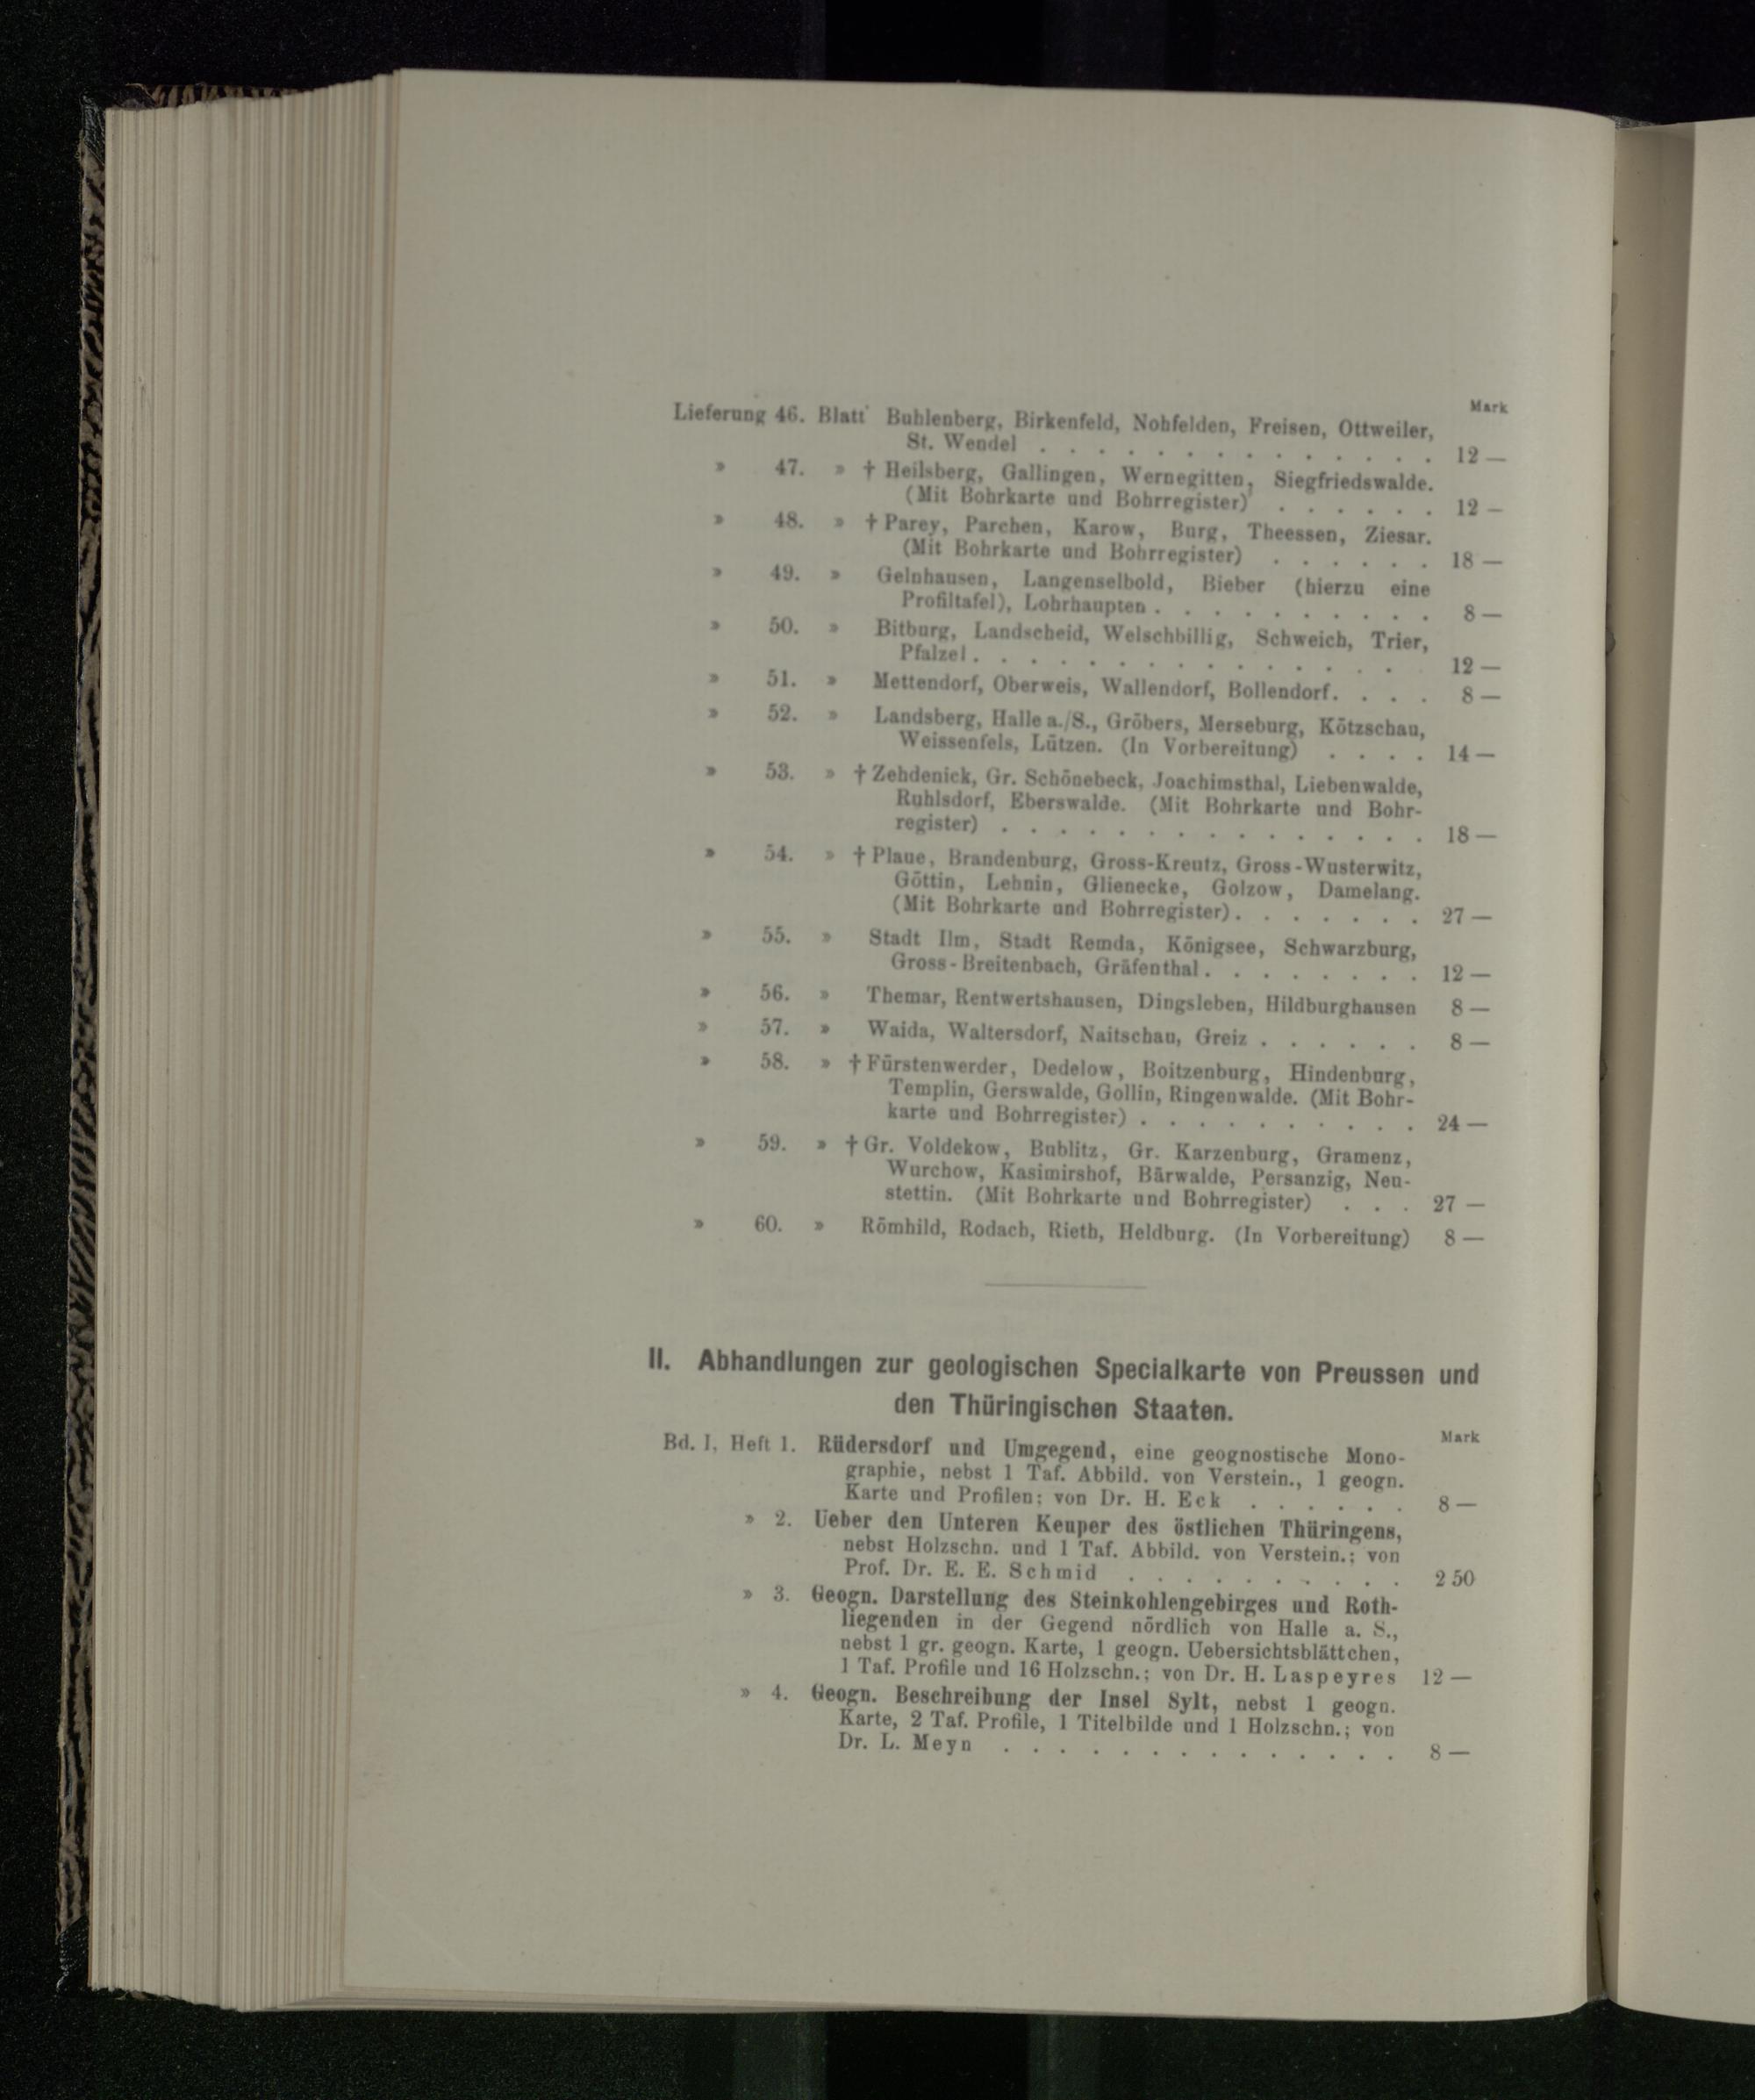 Mark
Lieferung 46. Blatt Buhlenberg, Birkenfeld, Nohfelden, Freisen, Ottweiler,
St. Wendel . . . . . . . . . . . . . . 12 —
» 47. » † Heilsberg, Gallingen, Wernegitten, Siegfriedswalde.
(Mit Bohrkarte und Bohrregister) . . . . . . 12 —
» 48. » † Parey, Parchen, Karow, Burg, Theessen, Ziesar.
(Mit Bohrkarte und Bohrregister) . . . . . . 18 —
» 49. » Gelnhausen, Langenselbold, Bieber (hierzu eine
Profiltafel), Lohrhaupten . . . . . . . . . . 8 —
» 50. » Bitburg, Landscheid, Welschbillig, Schweich, Trier,
Pfalzel . . . . . . . . . . . . . . . 12 —
» 51. » Mettendorf, Oberweis, Wallendorf, Bollendorf. . . . 8 —
» 52. » Landsberg, Halle a./S., Gröbers, Merseburg, Kötzschau,
Weissenfels, Lützen. (In Vorbereitung) . . . . 14 —
» 53. » † Zehdenick, Gr. Schönebeck, Joachimsthal, Liebenwalde,
Ruhlsdorf, Eberswalde. (Mit Bohrkarte und Bohr-
register) . . . . . . . . . . . . . . . 18 —
» 54. » † Plaue, Brandenburg, Gross-Kreutz, Gross-Wusterwitz,
Göttin, Lehnin, Glienecke, Golzow, Damelang.
(Mit Bohrkarte und Bohrregister) . . . . . . . 27 —
» 55. » Stadt Ilm, Stadt Remda, Königsee, Schwarzburg,
Gross-Breitenbach, Gräfenthal . . . . . . . . 12 —
» 56. » Themar, Rentwertshausen, Dingsleben, Hildburghausen 8 —
» 57. » Waida, Waltersdorf, Naitschau, Greiz . . . . . . 8 —
» 58. » † Fürstenwerder, Dedelow, Boitzenburg, Hindenburg,
Templin, Gerswalde, Gollin, Ringenwalde. (Mit Bohr-
karte und Bohrregister) . . . . . . . . . . 24 —
» 59. » † Gr. Voldekow, Bublitz, Gr. Karzenburg, Gramenz,
Wurchow, Kasimirshof, Bärwalde, Persanzig, Neu-
stettin. (Mit Bohrkarte und Bohrregister) . . . 27 —
» 60. » Römhild, Rodach, Rieth, Heldburg. (In Vorbereitung) 8 —
II. Abhandlungen zur geologischen Specialkarte von Preussen und
den Thüringischen Staaten.
Mark
Bd. I, Heft 1. Rüdersdorf und Umgegend, eine geognostische Mono-
graphie, nebst 1 Taf. Abbild. von Verstein., 1 geogn.
Karte und Profilen; von Dr. H. Eck . . . . . . 8 —
» 2. Ueber den Unteren Keuper des östlichen Thüringens,
nebst Holzschn. und 1 Taf. Abbild. von Verstein.; von
Prof. Dr. E. E. Schmid . . . . . . . . . . 2 50
» 3. Geogn. Darstellung des Steinkohlengebirges und Roth-
liegenden in der Gegend nördlich von Halle a. S.,
nebst 1 gr. geogn. Karte, 1 geogn. Uebersichtsblättchen,
1 Taf. Profile und 16 Holzschn.; von Dr. H. Laspeyres 12 —
» 4. Geogn. Beschreibung der Insel Sylt, nebst 1 geogn.
Karte, 2 Taf. Profile, 1 Titelbilde und 1 Holzschn.; von
Dr. L. Meyn . . . . . . . . . . . . . . 8 —